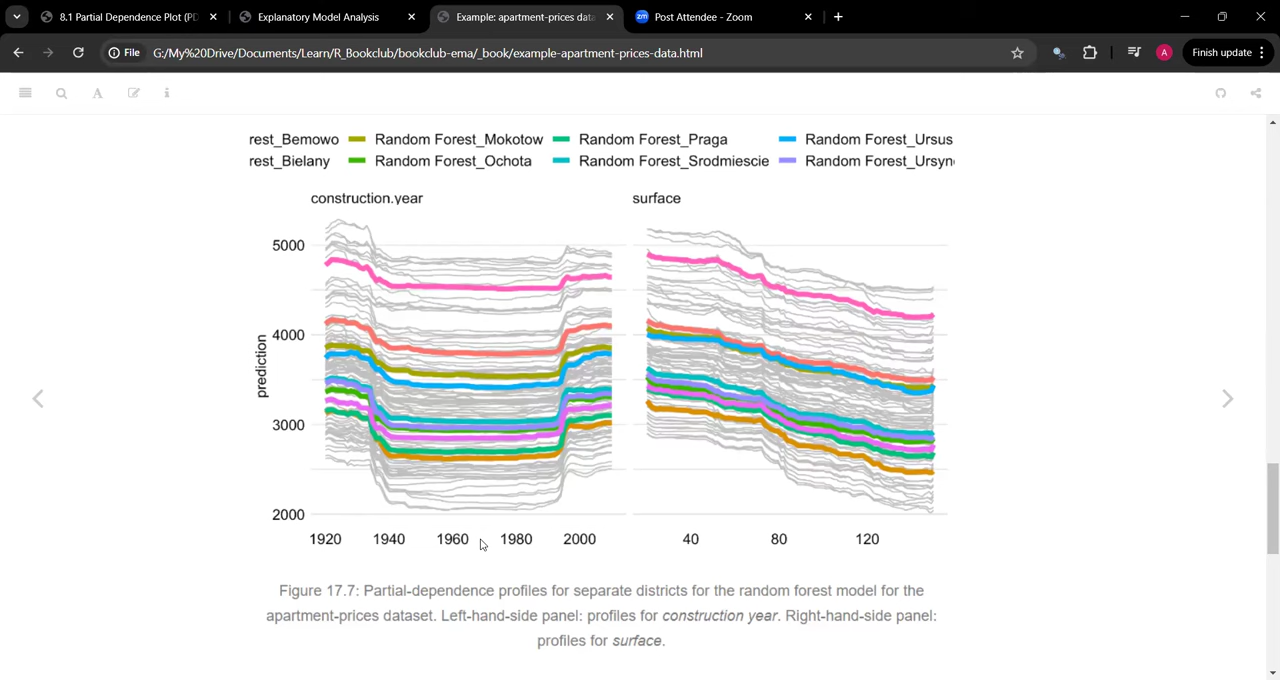 8.1 Partial Dependence Plot (PD
Explanatory Model Analysis
Example: apartment-prices data
zm Post Attendee - Zoom
File G:/My%20Drive/Documents/Learn/R_Bookclub/bookclub-ema/_book/example-apartment-prices-data.html
A Finish update
rest_Bemowo Random Forest_Mokotow Random Forest_Praga Random Forest_Ursus
rest_Bielany Random Forest_Ochota Random Forest_Srodmiescie Random Forest_Ursyn
construction.year surface
5000
4000
3000
2000
prediction
1920 1940 1960 1980 2000 40 80 120
Figure 17.7: Partial-dependence profiles for separate districts for the random forest model for the
apartment-prices dataset. Left-hand-side panel: profiles for construction year. Right-hand-side panel:
profiles for surface.